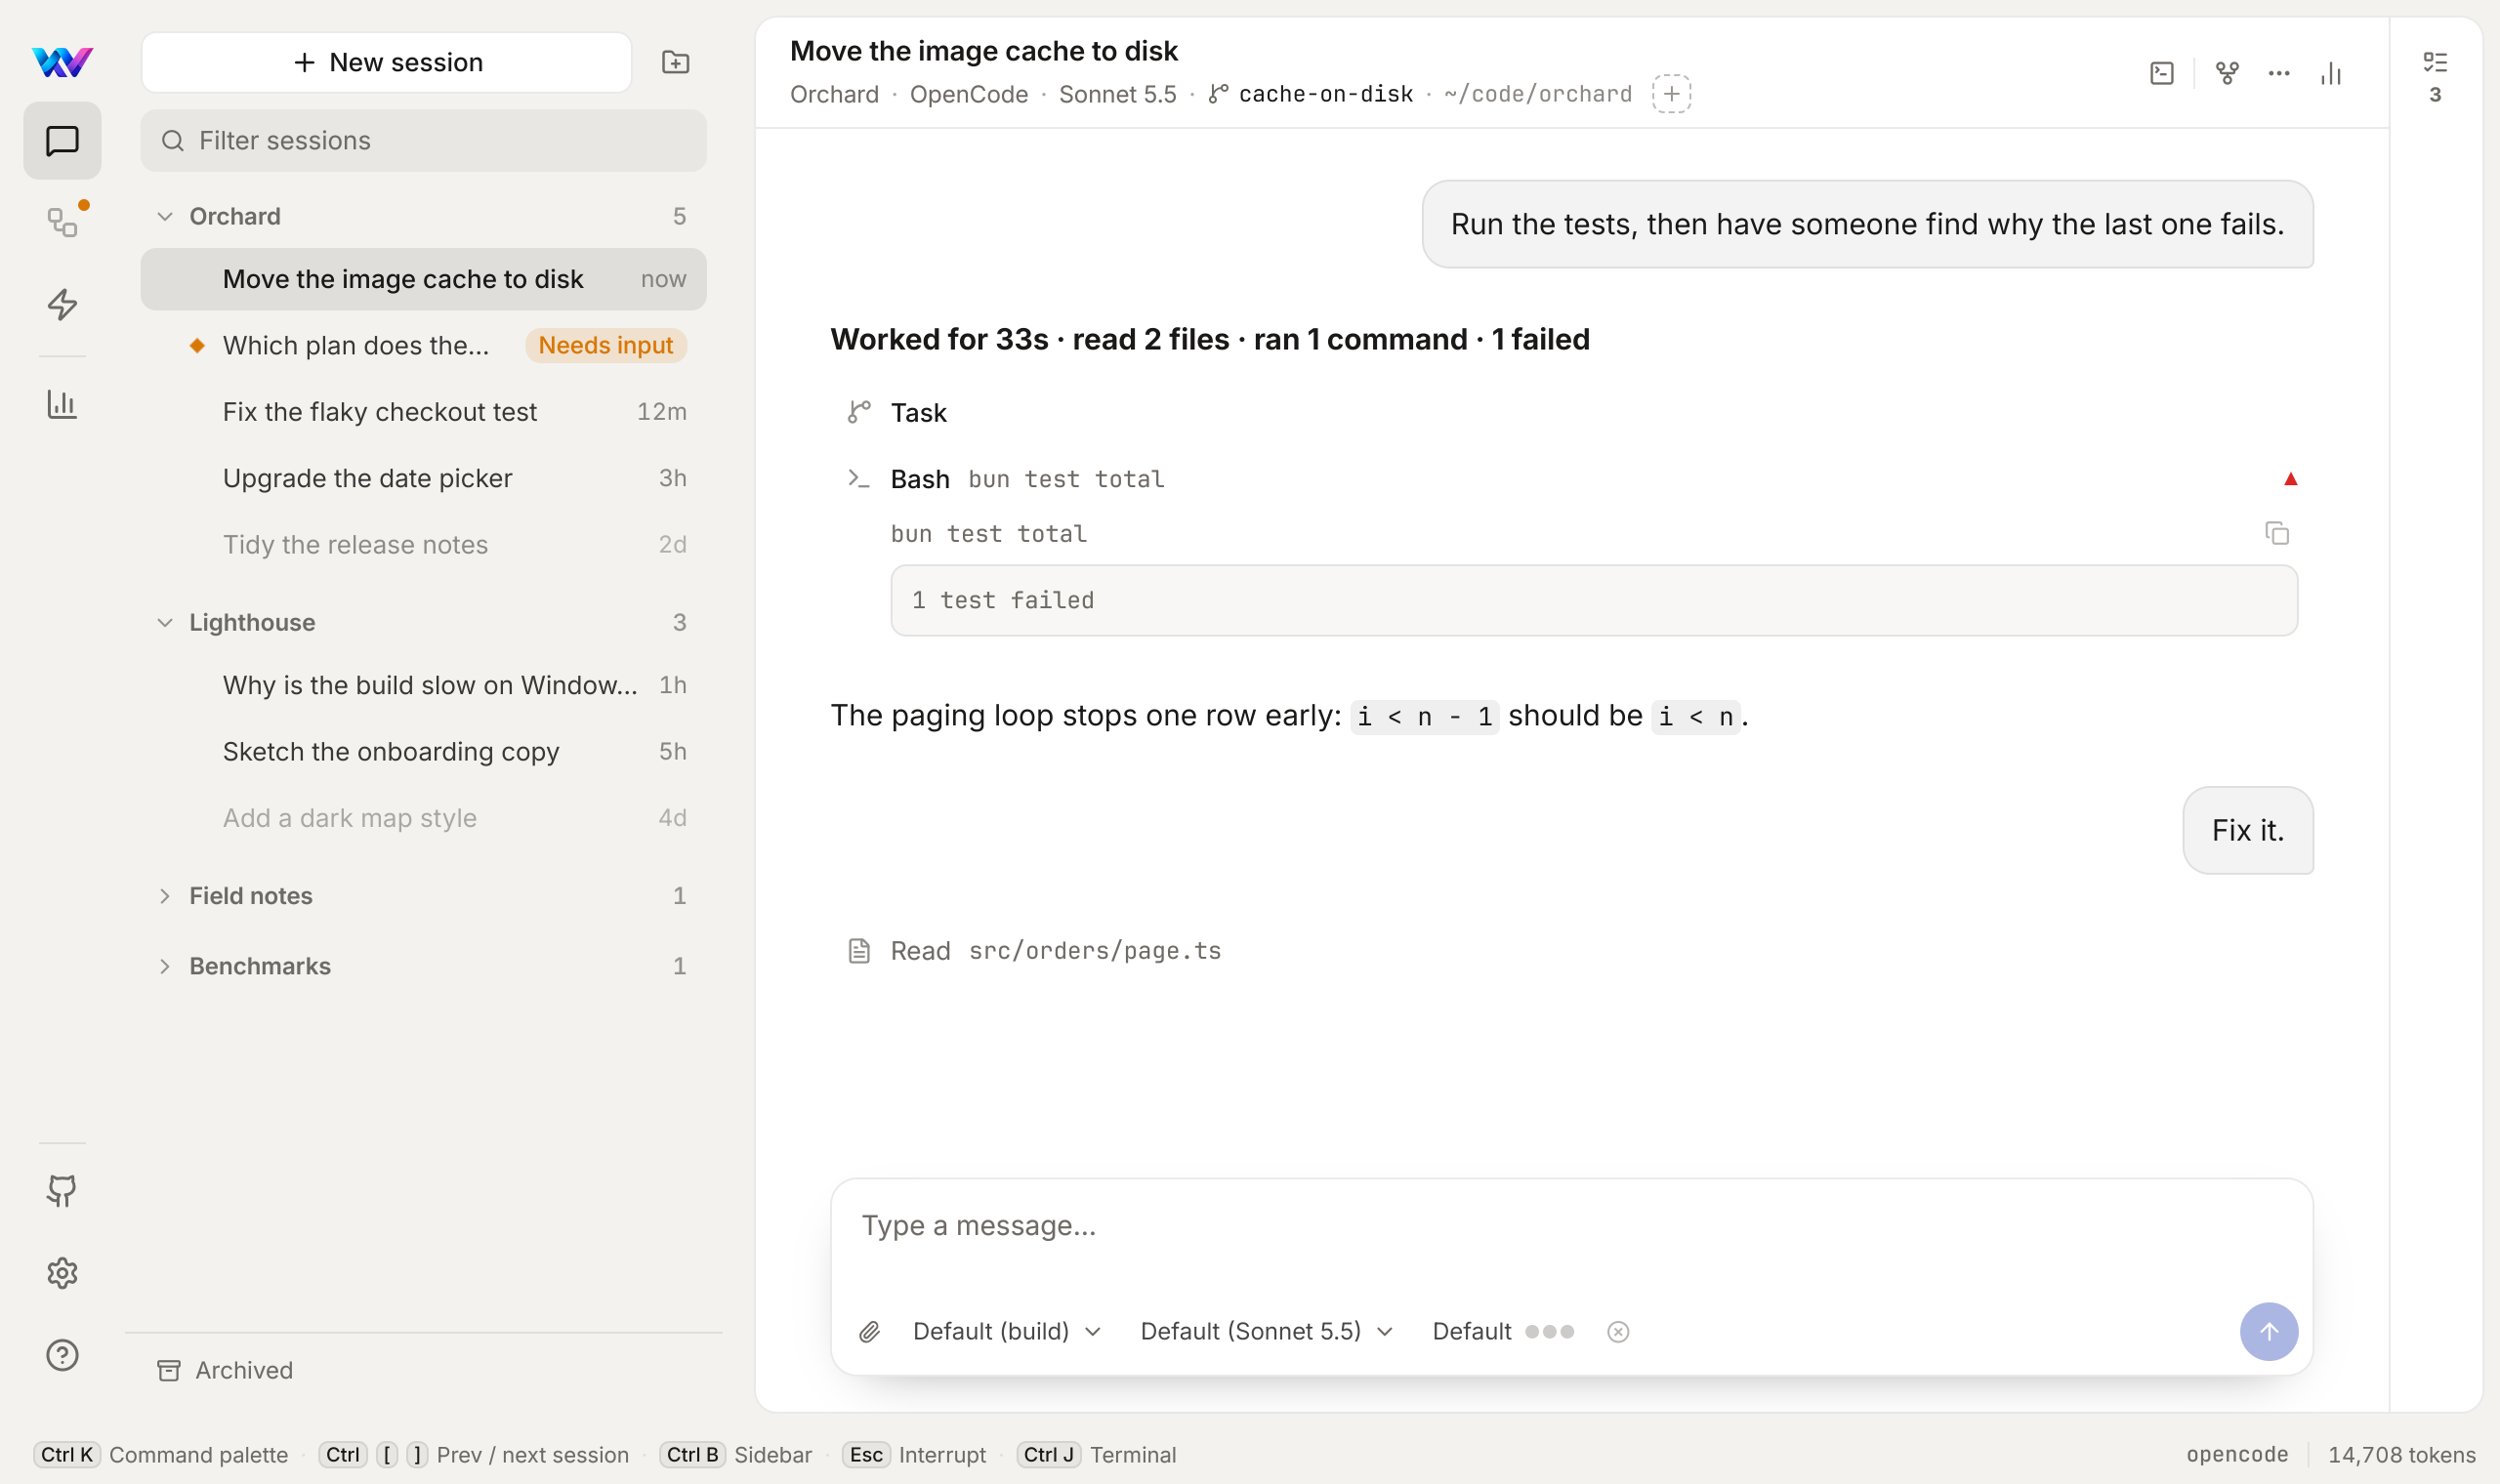 New session
Filter sessions
Orchard 5
Move the image cache to disk now
Which plan does the... Needs input
Fix the flaky checkout test 12m
Upgrade the date picker 3h
Tidy the release notes 2d
Lighthouse 3
Why is the build slow on Window... 1h
Sketch the onboarding copy 5h
Add a dark map style 4d
Field notes 1
Benchmarks 1
Archived
Move the image cache to disk
Orchard · OpenCode · Sonnet 5.5 · cache-on-disk · ~/code/orchard
3
Run the tests, then have someone find why the last one fails.
Worked for 33s · read 2 files · ran 1 command · 1 failed
Task
Bash bun test total
bun test total
1 test failed
The paging loop stops one row early: i < n - 1 should be i < n.
Fix it.
Read src/orders/page.ts
Type a message...
Default (build) Default (Sonnet 5.5) Default
Ctrl K Command palette · Ctrl [ ] Prev / next session · Ctrl B Sidebar · Esc Interrupt · Ctrl J Terminal
opencode 14,708 tokens